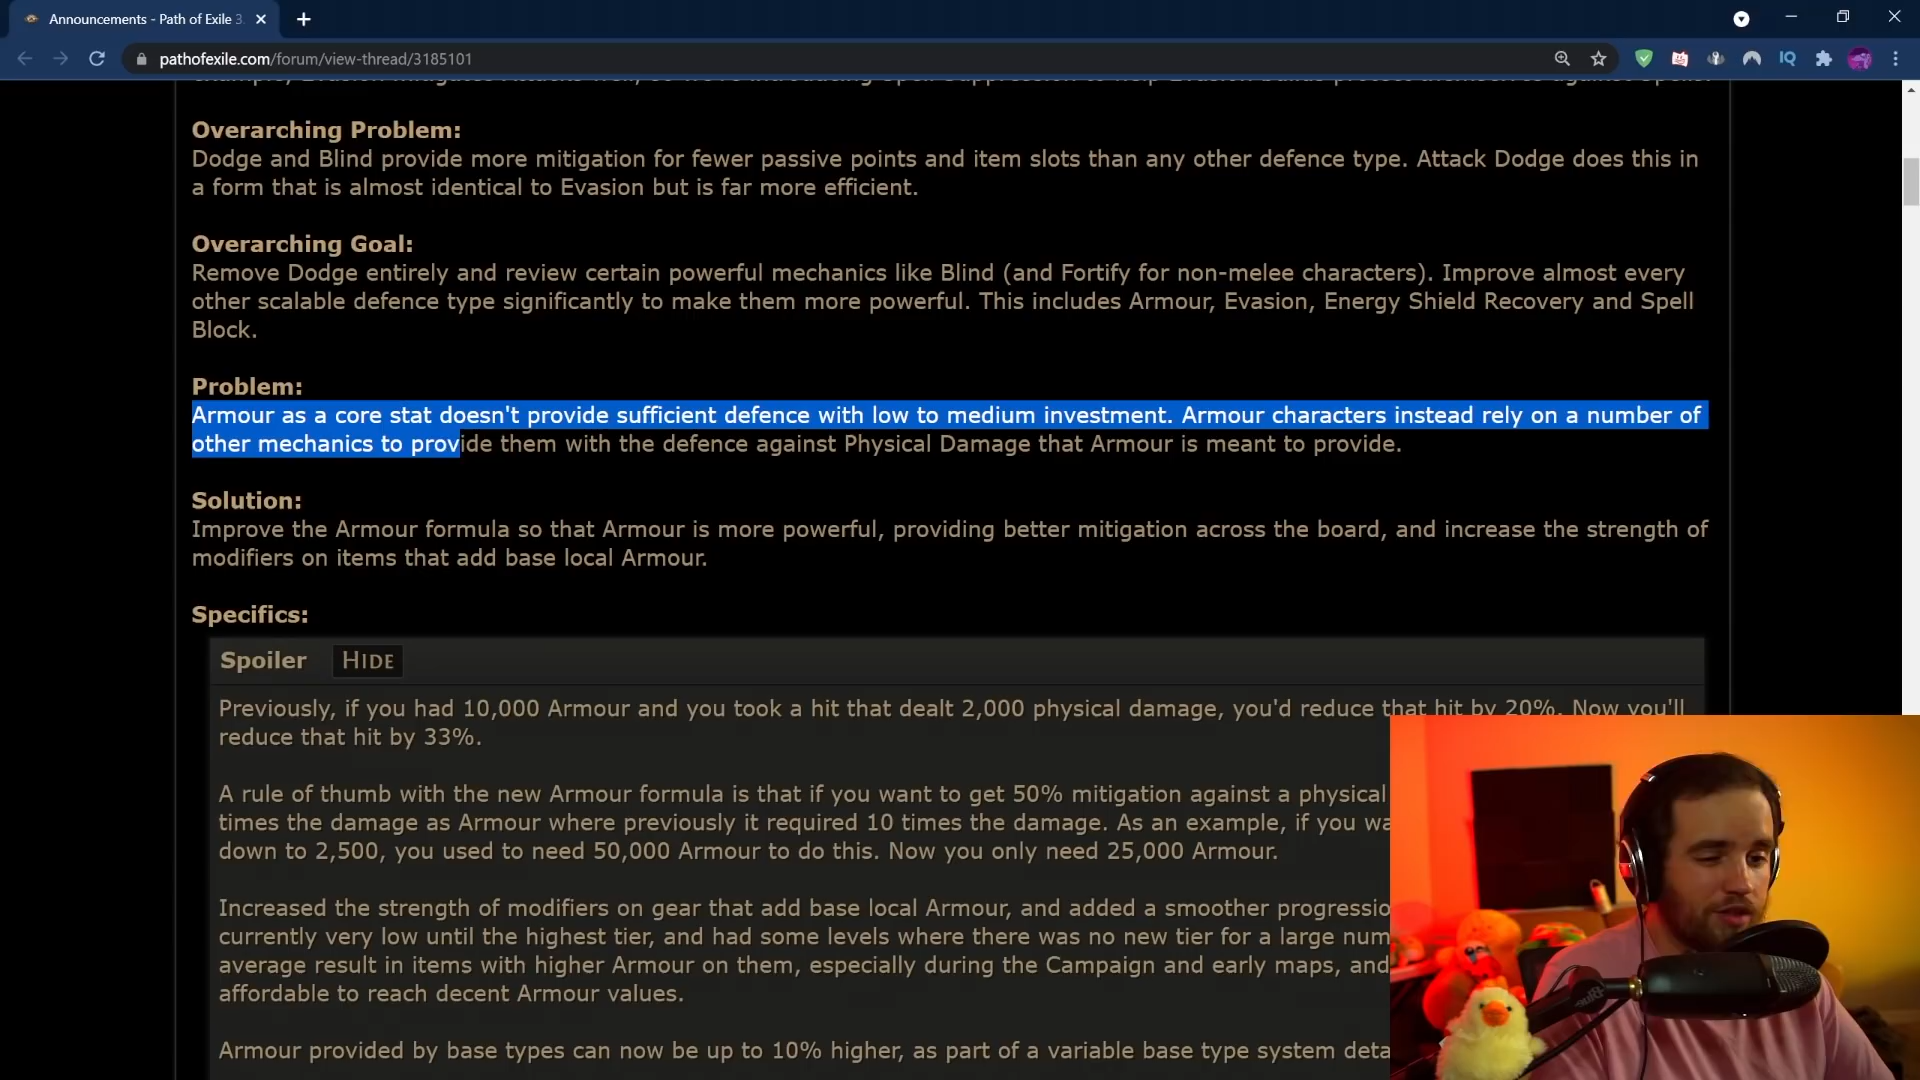 Announcements - Path of Exile 3
pathofexile.com/forum/view-thread/3185101
IQ
Overarching Problem:
Dodge and Blind provide more mitigation for fewer passive points and item slots than any other defence type. Attack Dodge does this in
a form that is almost identical to Evasion but is far more efficient.
Overarching Goal:
Remove Dodge entirely and review certain powerful mechanics like Blind (and Fortify for non-melee characters). Improve almost every
other scalable defence type significantly to make them more powerful. This includes Armour, Evasion, Energy Shield Recovery and Spell
Block.
Problem:
Armour as a core stat doesn't provide sufficient defence with low to medium investment. Armour characters instead rely on a number of
other mechanics to provide them with the defence against Physical Damage that Armour is meant to provide.
Solution:
Improve the Armour formula so that Armour is more powerful, providing better mitigation across the board, and increase the strength of
modifiers on items that add base local Armour.
Specifics:
Spoiler HIDE
Previously, if you had 10,000 Armour and you took a hit that dealt 2,000 physical damage, you'd reduce that hit by 20%. Now you'll
reduce that hit by 33%.
A rule of thumb with the new Armour formula is that if you want to get 50% mitigation against a physical
times the damage as Armour where previously it required 10 times the damage. As an example, if you wa
down to 2,500, you used to need 50,000 Armour to do this. Now you only need 25,000 Armour.
Increased the strength of modifiers on gear that add base local Armour, and added a smoother progressio
currently very low until the highest tier, and had some levels where there was no new tier for a large num
average result in items with higher Armour on them, especially during the Campaign and early maps, and
affordable to reach decent Armour values.
Armour provided by base types can now be up to 10% higher, as part of a variable base type system deta